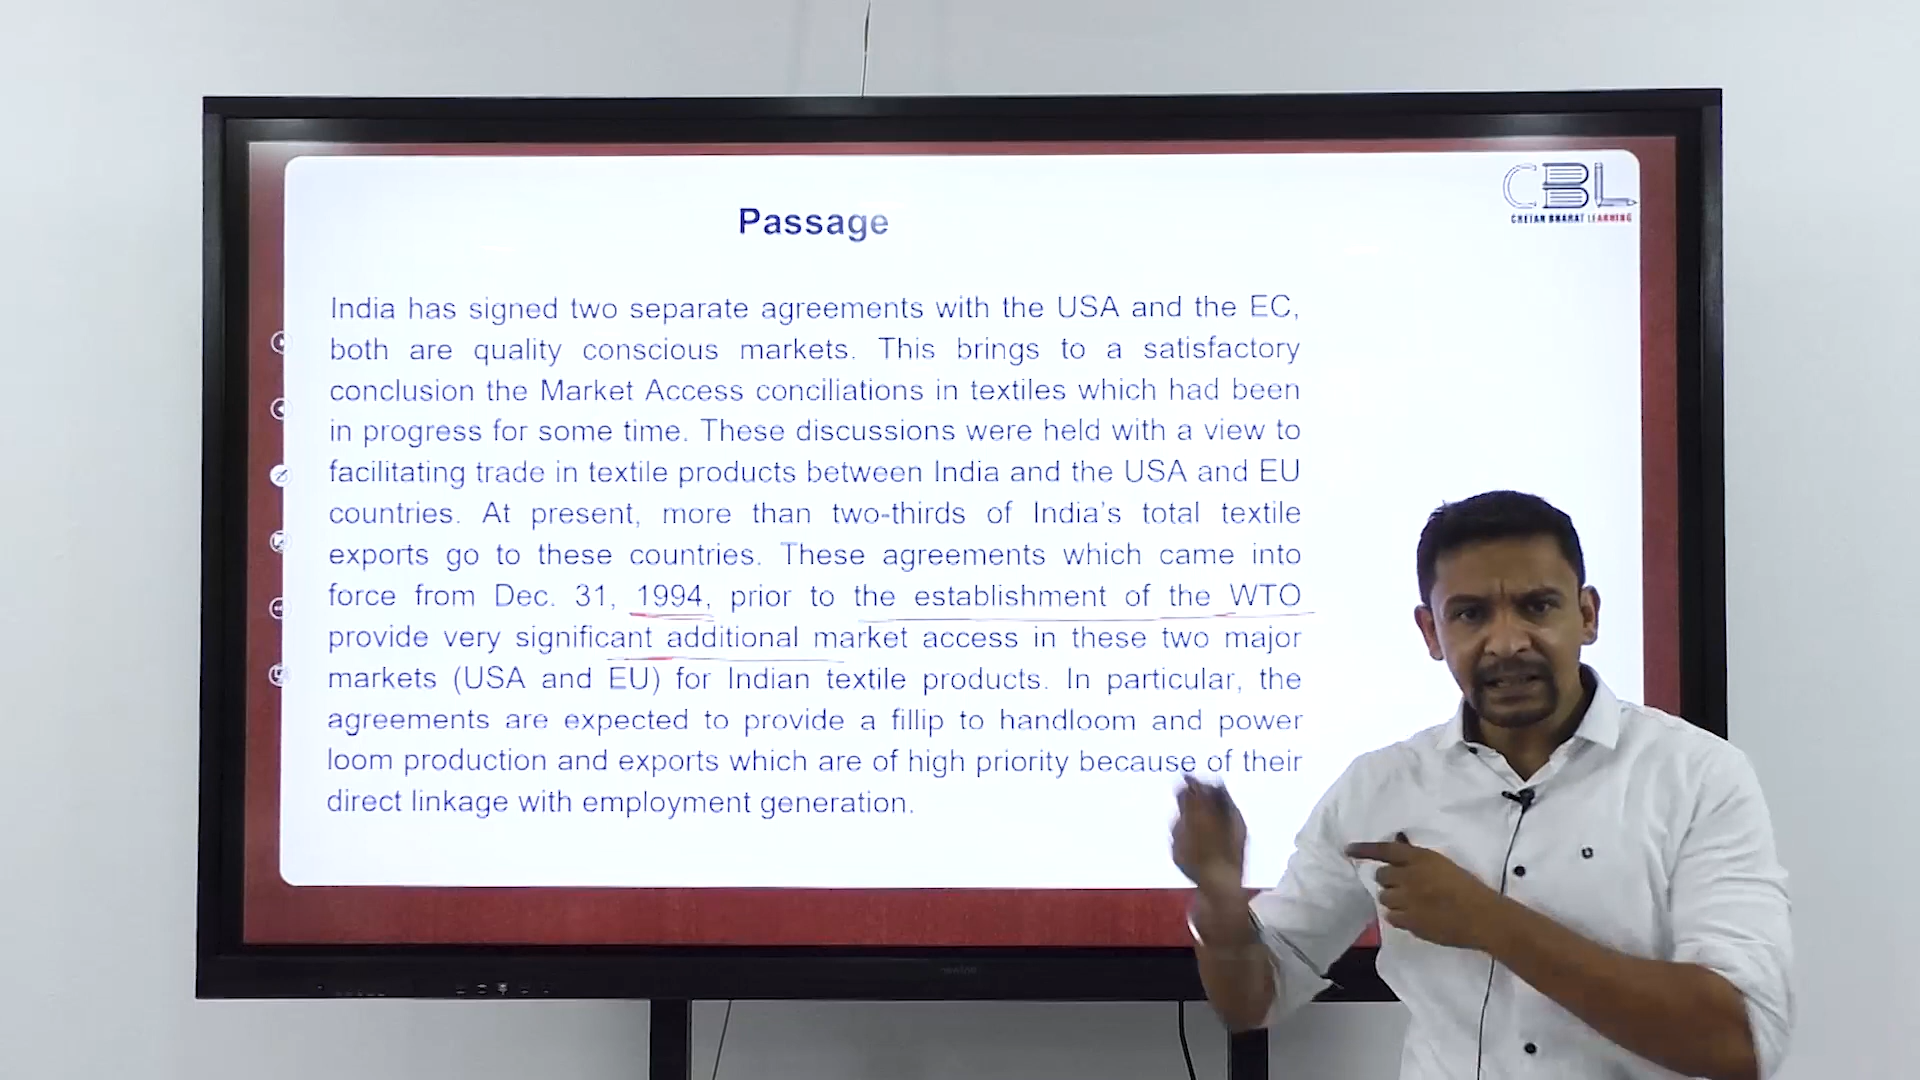 CBL
CHETAN BHARAT LEARNING
Passage
India has signed two separate agreements with the USA and the EC,
both are quality conscious markets. This brings to a satisfactory
conclusion the Market Access conciliations in textiles which had been
in progress for some time. These discussions were held with a view to
facilitating trade in textile products between India and the USA and EU
countries. At present, more than two-thirds of India's total textile
exports go to these countries. These agreements which came into
force from Dec. 31, 1994, prior to the establishment of the WTO
provide very significant additional market access in these two major
markets (USA and EU) for Indian textile products. In particular, the
agreements are expected to provide a fillip to handloom and power
loom production and exports which are of high priority because of their
direct linkage with employment generation.